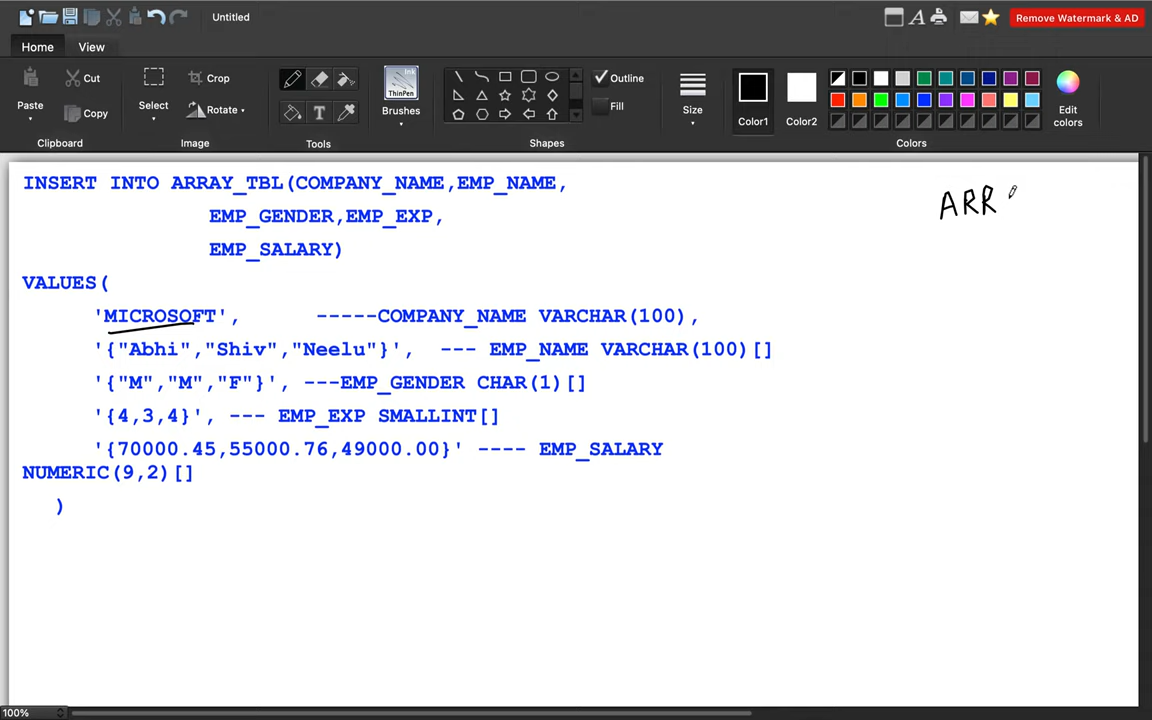 Untitled
Remove Watermark & AD
Home View
Paste Cut Copy Clipboard
Select Crop Rotate Image
T Tools
Ink ThinPen Brushes
Outline Fill Shapes
Size
Color1 Color2 Edit colors Colors
A
INSERT INTO ARRAY_TBL(COMPANY_NAME,EMP_NAME,
ARR
EMP_GENDER,EMP_EXP,
EMP_SALARY)
VALUES(
'MICROSOFT', -----COMPANY_NAME VARCHAR(100),
'{"Abhi","Shiv","Neelu"}', --- EMP_NAME VARCHAR(100)[]
'{"M","M","F"}', ---EMP_GENDER CHAR(1)[]
'{4,3,4}', --- EMP_EXP SMALLINT[]
'{70000.45,55000.76,49000.00}' ---- EMP_SALARY
NUMERIC(9,2)[]
)
100%